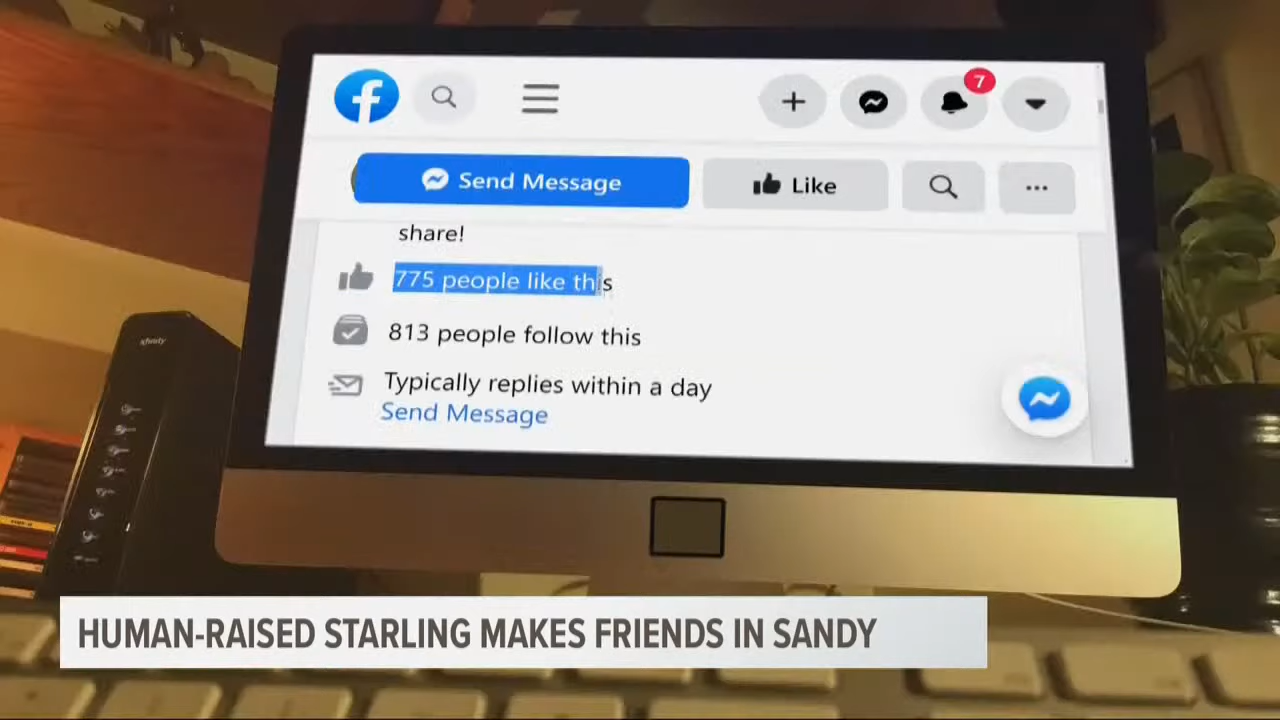 7
Send Message
Like
share!
775 people like this
813 people follow this
Typically replies within a day
Send Message
xfinity
HUMAN-RAISED STARLING MAKES FRIENDS IN SANDY